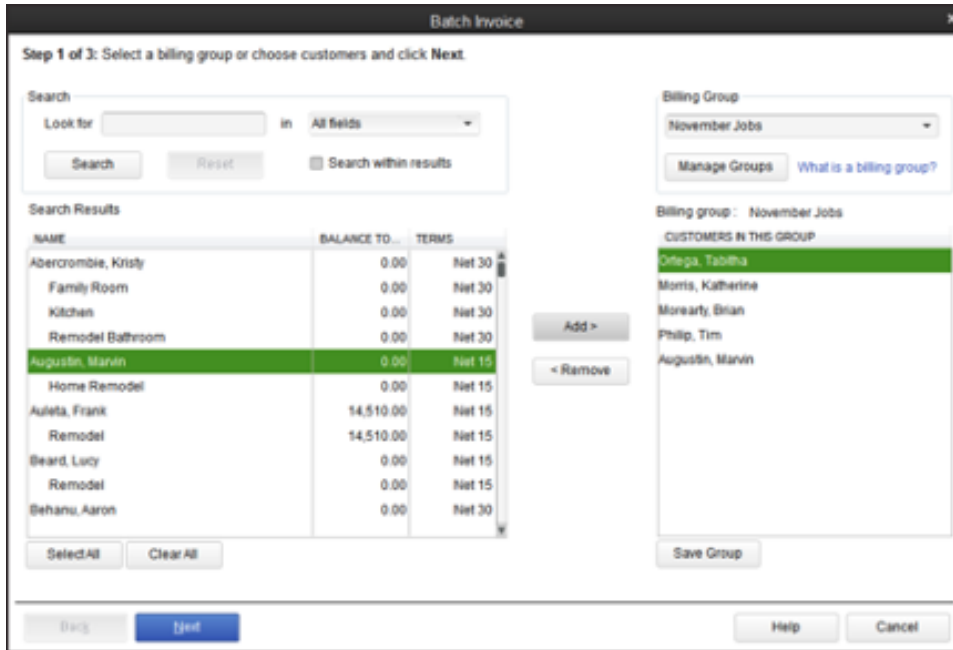 Batch Invoice
Step 1 of 3: Select a billing group or choose customers and click Next.
Search
Look for in All fields
Search Reset Search within results
Billing Group
November Jobs
Manage Groups What is a billing group?
Search Results
NAME BALANCE TO... TERMS
Abercrombie, Kristy 0.00 Net 30
Family Room 0.00 Net 30
Kitchen 0.00 Net 30
Remodel Bathroom 0.00 Net 30
Augustin, Marvin 0.00 Net 15
Home Remodel 0.00 Net 15
Auleta, Frank 14,510.00 Net 15
Remodel 14,510.00 Net 15
Beard, Lucy 0.00 Net 15
Remodel 0.00 Net 15
Behanu, Aaron 0.00 Net 30
Select All Clear All
Add >
< Remove
Billing group : November Jobs
CUSTOMERS IN THIS GROUP
Ortega, Tabitha
Morris, Katherine
Morearty, Brian
Philip, Tim
Augustin, Marvin
Save Group
Back Next Help Cancel